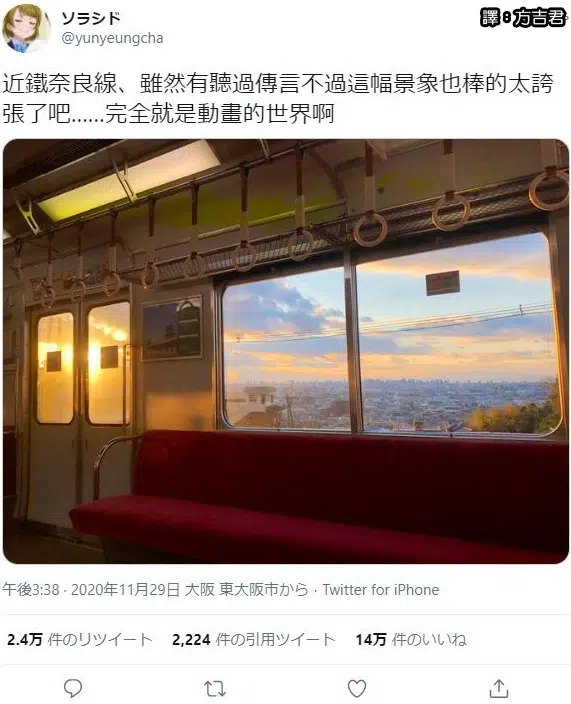 ソラシド
@yunyeungcha
譯8方吉君
近鐵奈良線、雖然有聽過傳言不過這幅景象也棒的太誇
張了吧......完全就是動畫的世界啊
午後3:38 · 2020年11月29日 大阪 東大阪市から · Twitter for iPhone
2.4万 件のリツイート 2,224 件の引用ツイート 14万 件のいいね